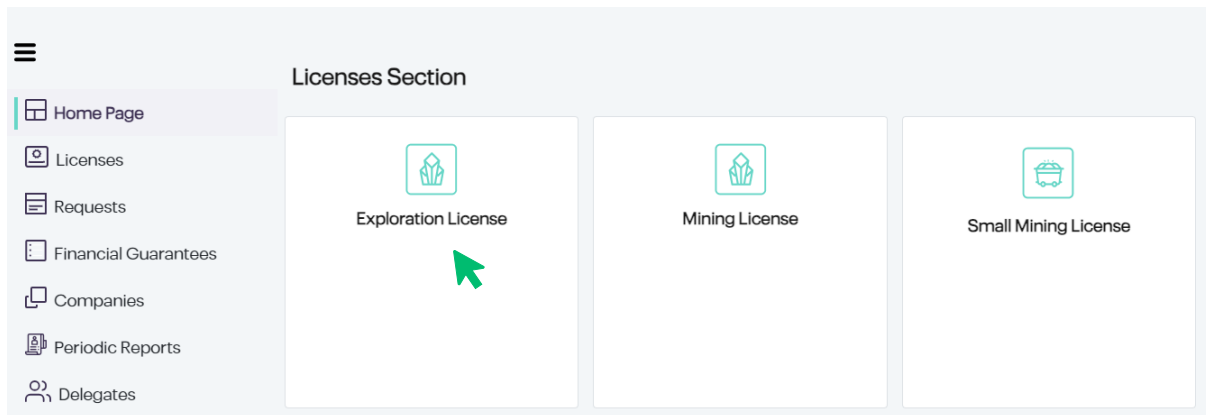 Licenses Section
Home Page
Licenses
Requests
Financial Guarantees
Companies
Periodic Reports
Delegates
Exploration License
Mining License
Small Mining License